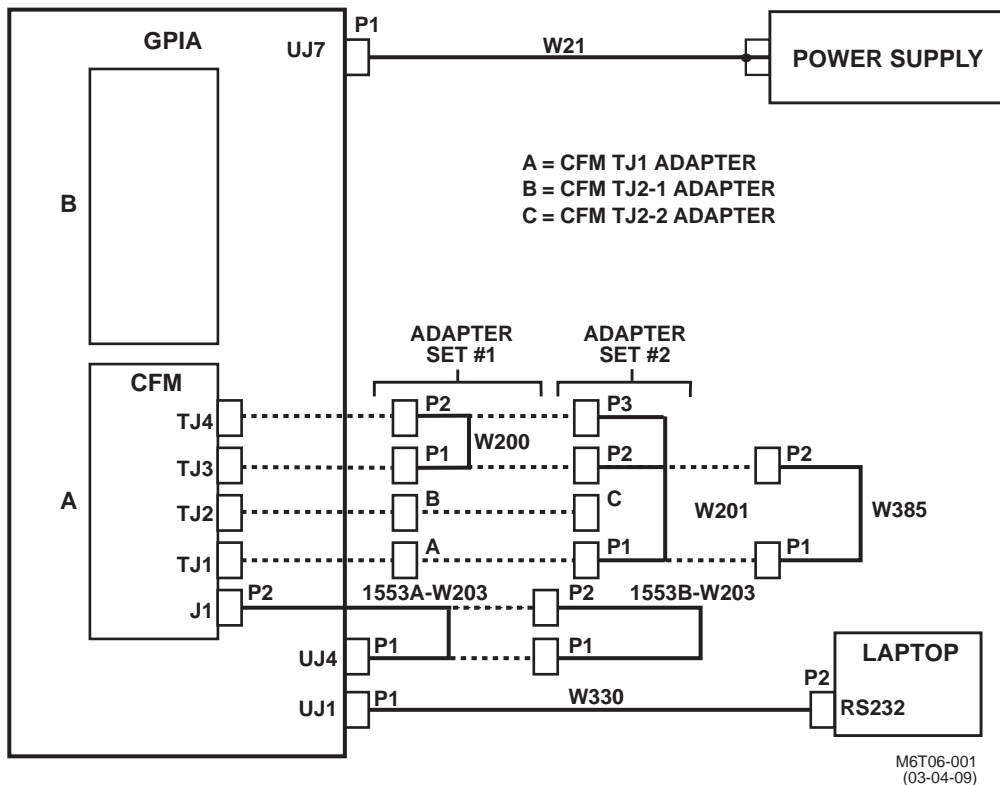 GPIA
UJ7
P1
W21
POWER SUPPLY
B
A = CFM TJ1 ADAPTER
B = CFM TJ2-1 ADAPTER
C = CFM TJ2-2 ADAPTER
ADAPTER
SET #1
ADAPTER
SET #2
CFM
A
TJ4
P2
P3
W200
TJ3
P1
P2
P2
TJ2
B
C
W201
W385
TJ1
A
P1
P1
J1
P2
1553A-W203
P2
1553B-W203
UJ4
P1
P1
LAPTOP
UJ1
P1
W330
P2
RS232
M6T06-001
(03-04-09)